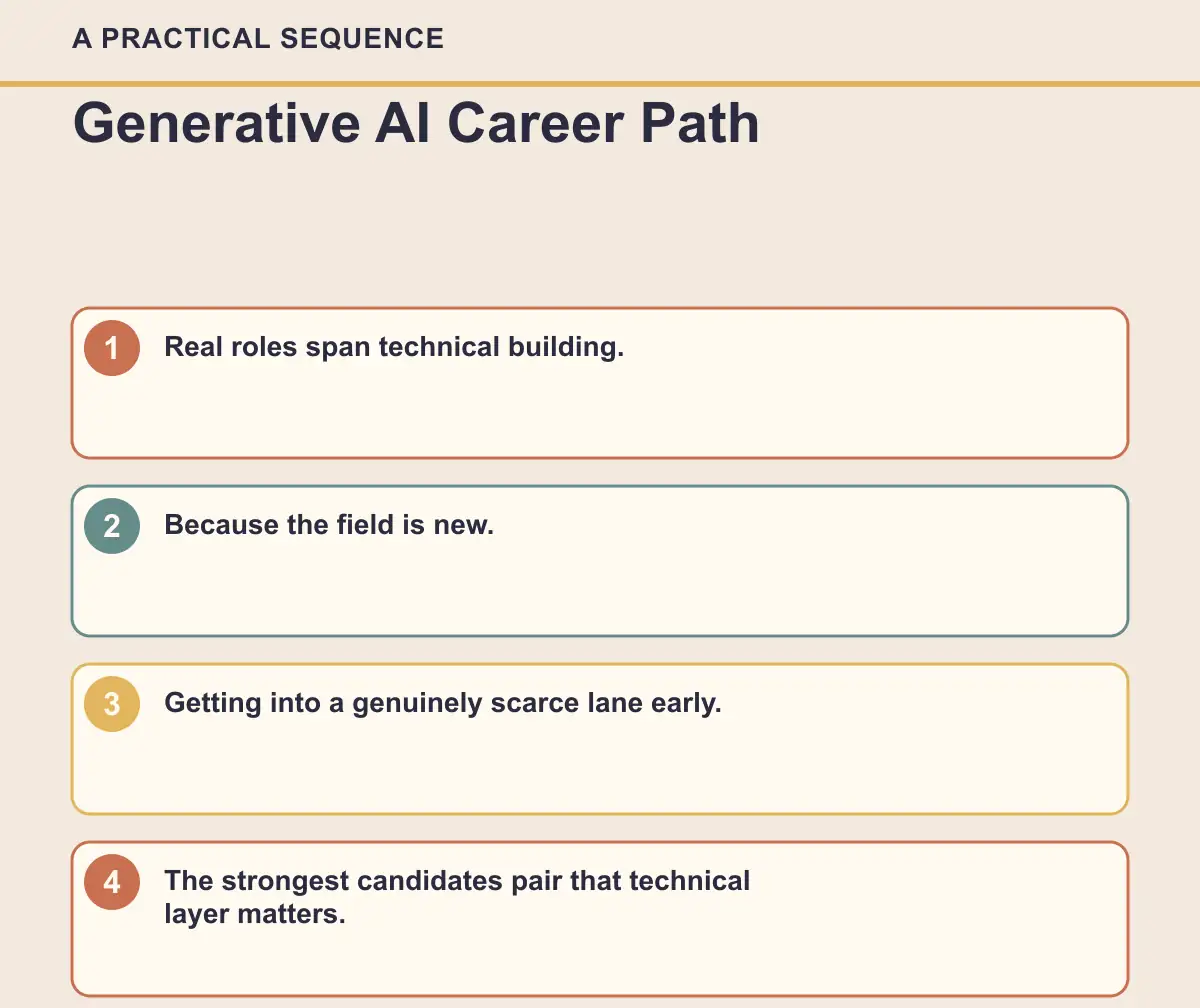 A PRACTICAL SEQUENCE
Generative AI Career Path
1
Real roles span technical building.
2
Because the field is new.
3
Getting into a genuinely scarce lane early.
4
The strongest candidates pair that technical
layer matters.